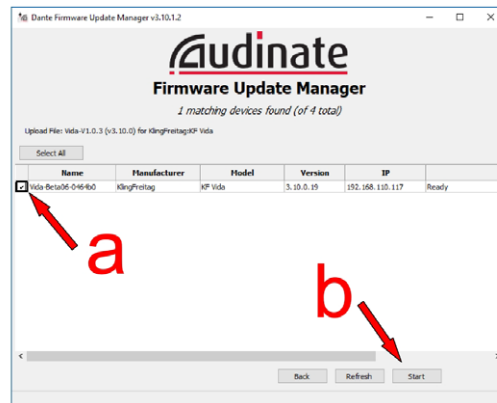 Dante Firmware Update Manager v3.10.1.2
Audinate
Firmware Update Manager
1 matching devices found (of 4 total)
Upload File: Vida-V1.0.3 (v3.10.0) for KlingFreitag:KF Vida
Select All
Name Manufacturer Model Version IP
Vida-Beta06-0464b0 KlingFreitag KF Vida 3.10.0.19 192.168.110.117 Ready
a
b
Back Refresh Start